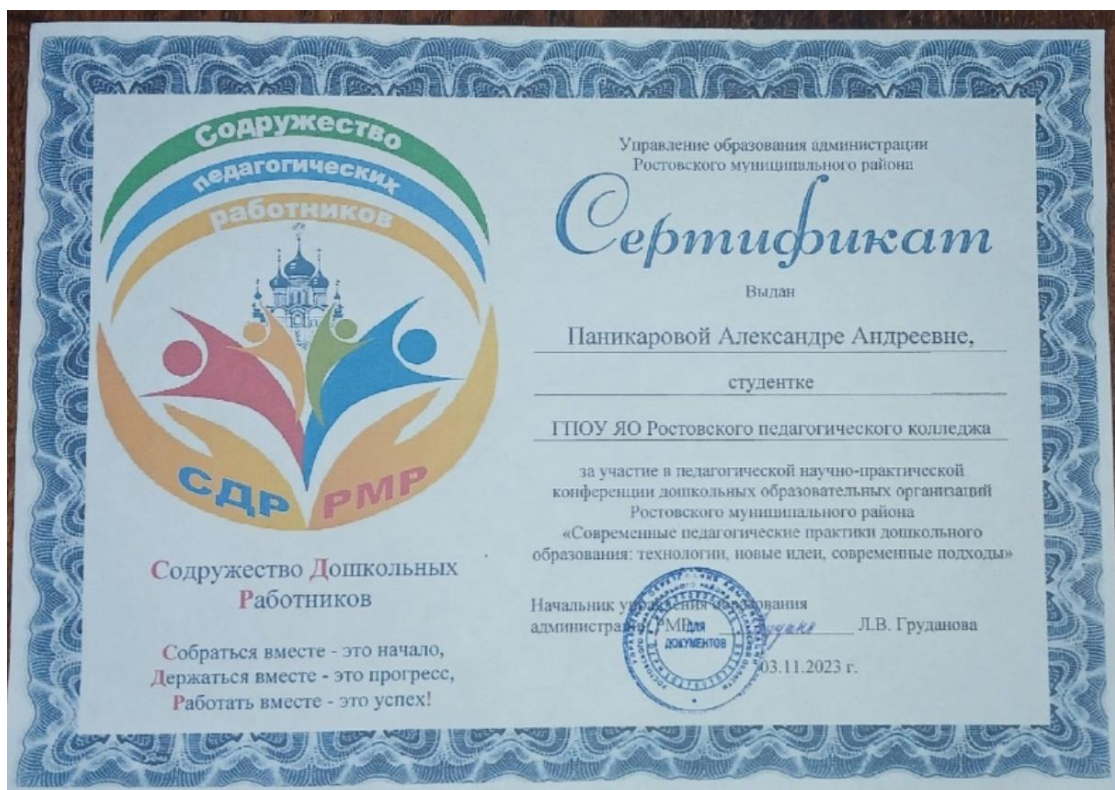 Содружество
педагогических
работников
СДР РМР
Содружество Дошкольных
Работников
Собраться вместе - это начало,
Держаться вместе - это прогресс,
Работать вместе - это успех!
Управление образования администрации
Ростовского муниципального района
Сертификат
Выдан
Паникаровой Александре Андреевне,
студентке
ГПОУ ЯО Ростовского педагогического колледжа
за участие в педагогической научно-практической
конференции дошкольных образовательных организаций
Ростовского муниципального района
«Современные педагогические практики дошкольного
образования: технологии, новые идеи, современные подходы»
Начальник управления образования
администрации РМР Л.В. Груданова
ДЛЯ
ДОКУМЕНТОВ
03.11.2023 г.